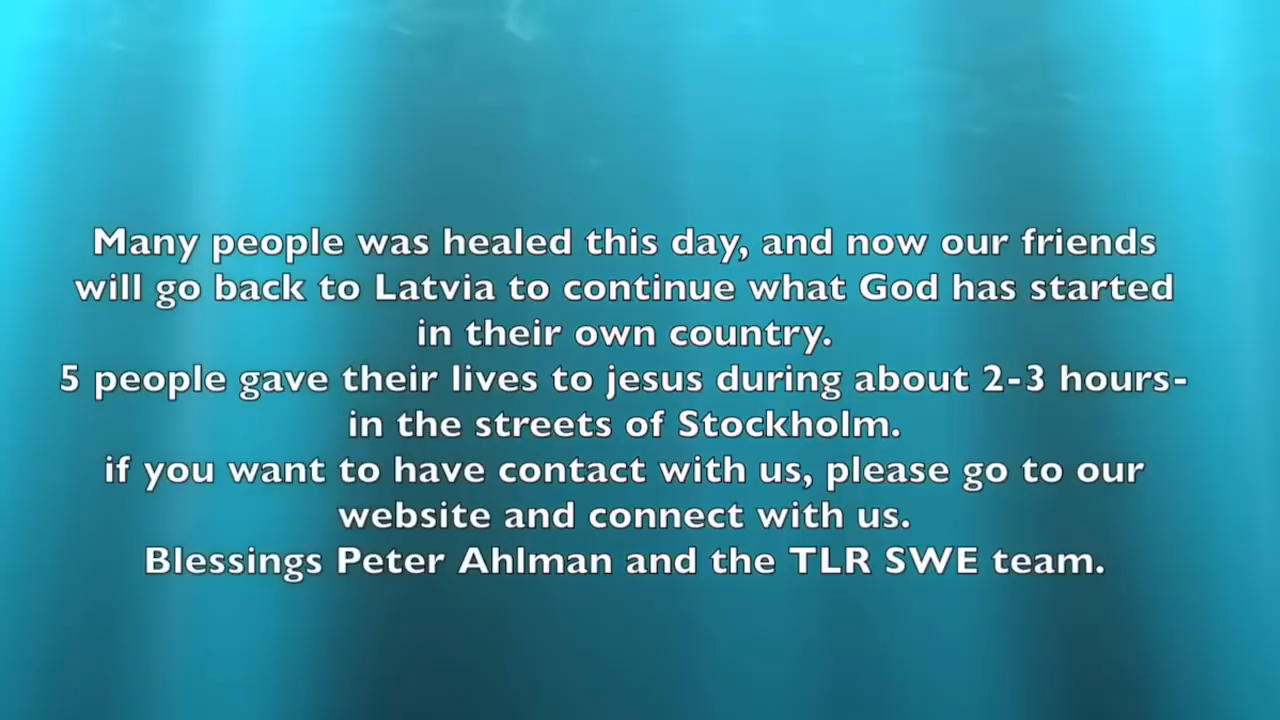 Many people was healed this day, and now our friends
will go back to Latvia to continue what God has started
in their own country.
5 people gave their lives to jesus during about 2-3 hours-
in the streets of Stockholm.
if you want to have contact with us, please go to our
website and connect with us.
Blessings Peter Ahlman and the TLR SWE team.